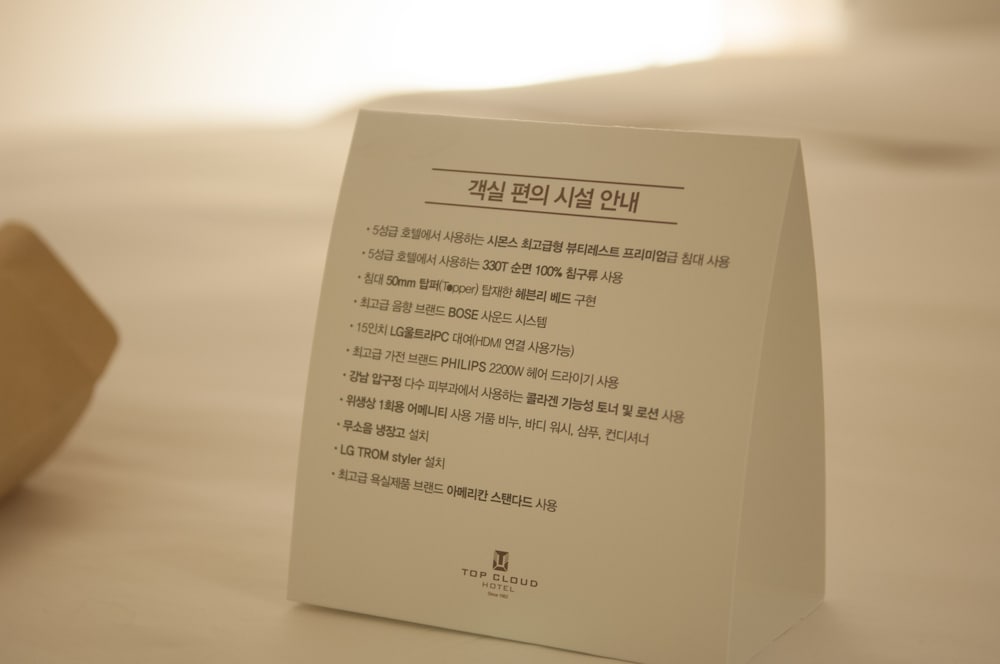 객실 편의 시설 안내
• 5성급 호텔에서 사용하는 시몬스 최고급형 뷰티레스트 프리미엄급 침대 사용
• 5성급 호텔에서 사용하는 330T 순면 100% 침구류 사용
• 침대 50mm 탑퍼(Topper) 탑재한 헤븐리 베드 구현
• 최고급 음향 브랜드 BOSE 사운드 시스템
• 15인치 LG울트라PC 대여(HDMI 연결 사용가능)
• 최고급 가전 브랜드 PHILIPS 2200W 헤어 드라이기 사용
• 강남 압구정 다수 피부과에서 사용하는 콜라겐 기능성 토너 및 로션 사용
• 위생상 1회용 어메니티 사용 거품 비누, 바디 워시, 샴푸, 컨디셔너
• 무소음 냉장고 설치
• LG TROM styler 설치
• 최고급 욕실제품 브랜드 아메리칸 스탠다드 사용
TOP CLOUD
HOTEL